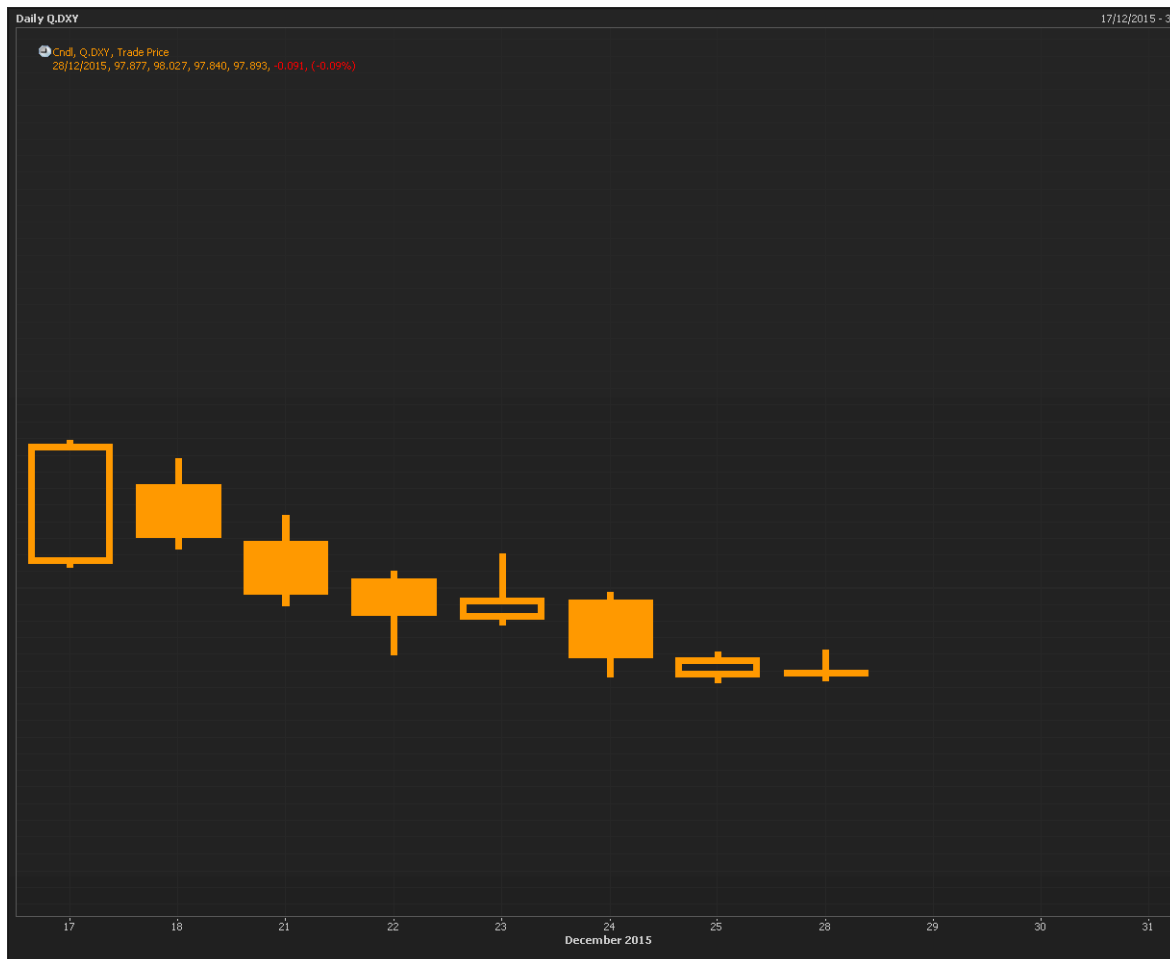 Daily Q.DXY 17/12/2015 - 3
Cndl, Q.DXY, Trade Price
28/12/2015, 97.877, 98.027, 97.840, 97.893, -0.091, (-0.09%)
17 18 21 22 23 24 25 28 29 30 31
December 2015